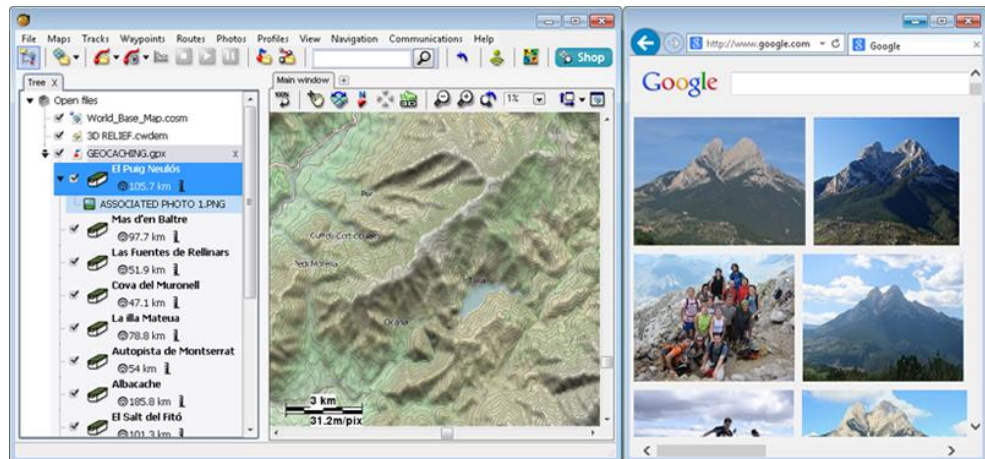 File Maps Tracks Waypoints Routes Photos Profiles View Navigation Communications Help
Shop
Tree X
Open files
World_Base_Map.cosm
3D RELIEF.cwdem
GEOCACHING.gpx x
El Puig Neulós
105.7 km
ASSOCIATED PHOTO 1.PNG
Mas d'en Baltre
97.7 km
Las Fuentes de Rellinars
51.9 km
Cova del Muronell
47.1 km
La illa Mateua
78.8 km
Autopista de Montserrat
54 km
Albacache
185.8 km
El Salt del Fitó
101.3 km
Main window
100%
1%
3 km
31.2m/pix
http://www.google.com
Google
Google